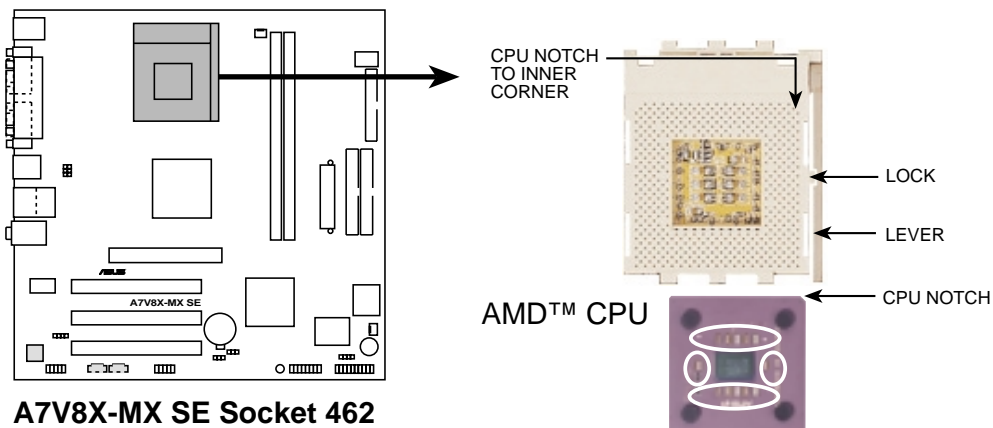 CPU NOTCH
TO INNER
CORNER
LOCK
LEVER
CPU NOTCH
AMD™ CPU
ASUS
A7V8X-MX SE
A7V8X-MX SE Socket 462